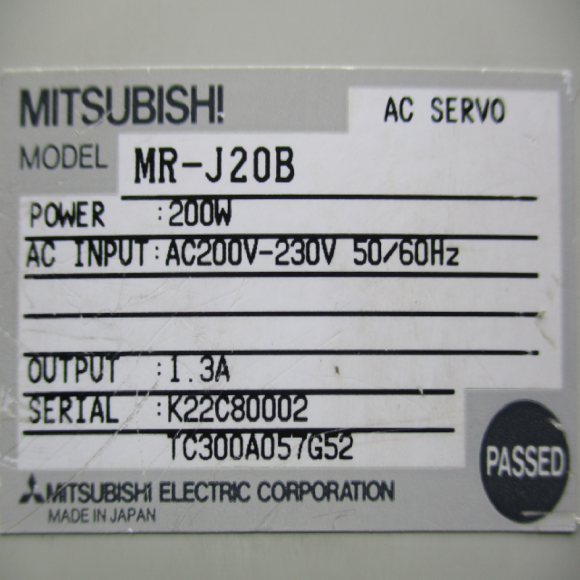 MITSUBISHI
AC SERVO
MODEL MR-J20B
POWER :200W
AC INPUT:AC200V-230V 50/60Hz
OUTPUT :1.3A
SERIAL :K22C80002
TC300A057G52
PASSED
MITSUBISHI ELECTRIC CORPORATION
MADE IN JAPAN